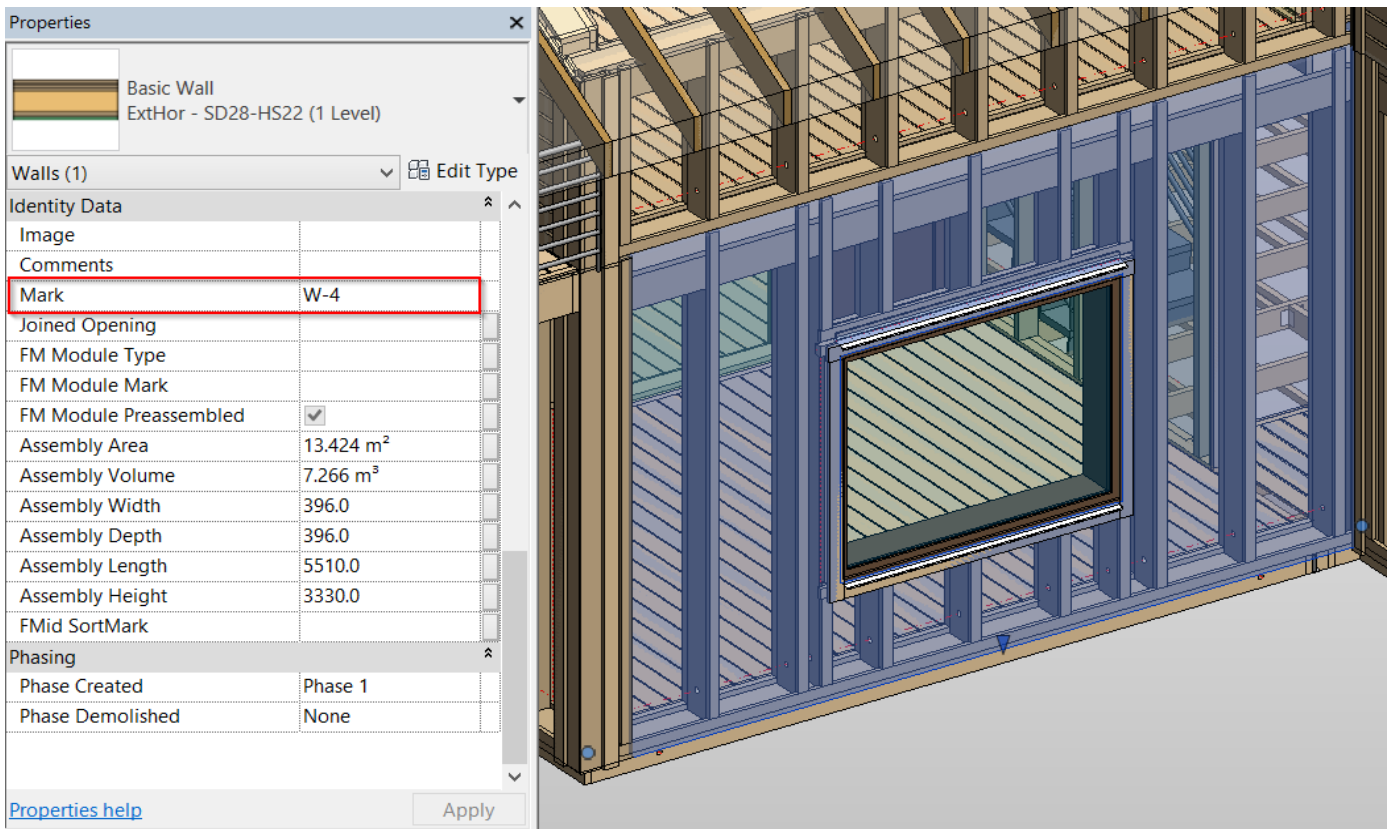 Properties
Basic Wall
ExtHor - SD28-HS22 (1 Level)
Walls (1)
Edit Type
Identity Data
Image
Comments
Mark W-4
Joined Opening
FM Module Type
FM Module Mark
FM Module Preassembled
Assembly Area 13.424 m²
Assembly Volume 7.266 m³
Assembly Width 396.0
Assembly Depth 396.0
Assembly Length 5510.0
Assembly Height 3330.0
FMid SortMark
Phasing
Phase Created Phase 1
Phase Demolished None
Properties help
Apply